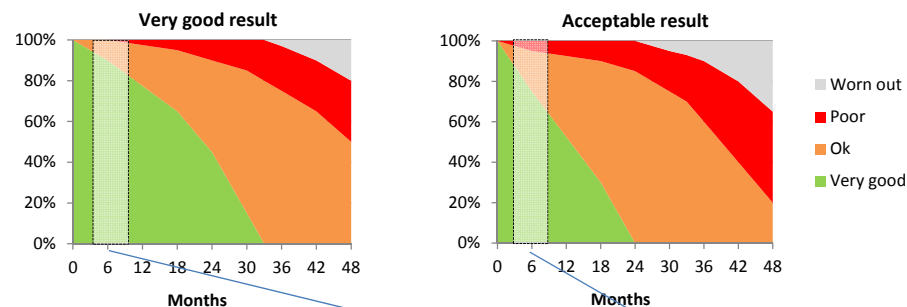 Very good result
100%
80%
60%
40%
20%
0%
0 6 12 18 24 30 36 42 48
Months
Acceptable result
100%
80%
60%
40%
20%
0%
0 6 12 18 24 30 36 42 48
Months
Worn out
Poor
Ok
Very good